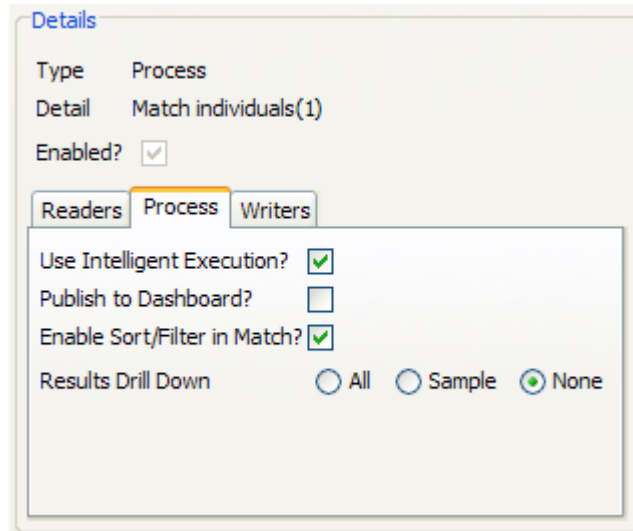 Details
Type Process
Detail Match individuals(1)
Enabled?
Readers Process Writers
Use Intelligent Execution?
Publish to Dashboard?
Enable Sort/Filter in Match?
Results Drill Down All Sample None